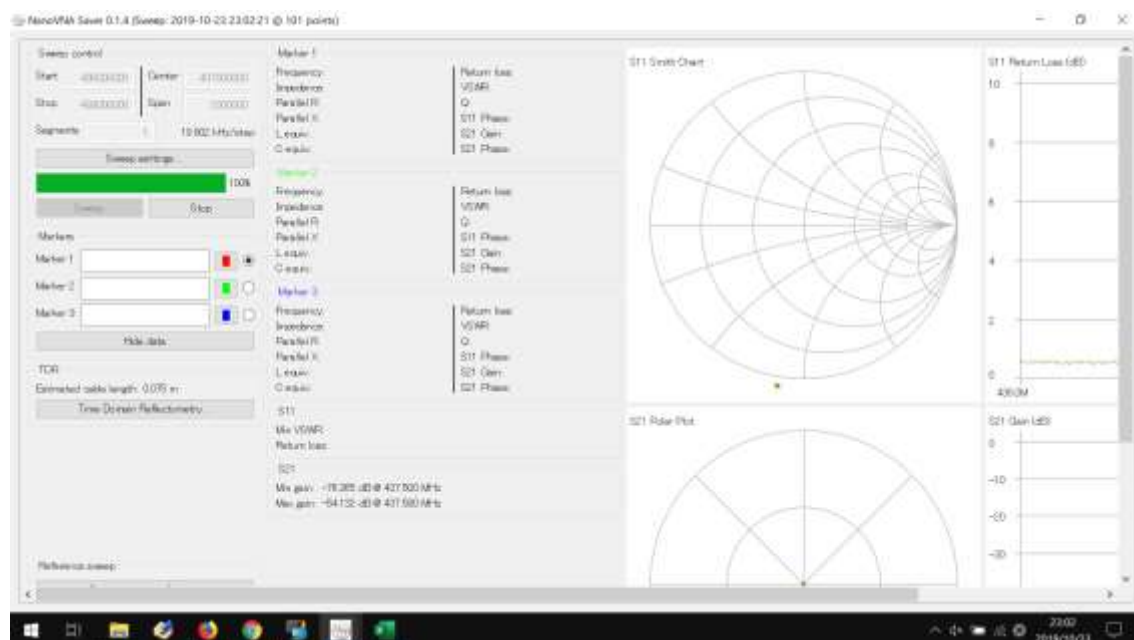 NanoVNA Saver 0.1.4 (Sweep: 2019-10-23 23:02:21 @ 101 points)
Sweep control
Start
Center
Stop
Span
Segments
1
Sweep settings ...
100%
Sweep
Stop
Markers
Marker 1
Marker 2
Marker 3
Hide data
TDR
Estimated cable length: 0.075 m
Time Domain Reflectometry ...
Reference sweep
Marker 1
Frequency:
Impedance:
Parallel R:
Parallel X:
L equiv.:
C equiv.:
Return loss:
VSWR:
Q:
S11 Phase:
S21 Gain:
S21 Phase:
Marker 2
Frequency:
Impedance:
Parallel R:
Parallel X:
L equiv.:
C equiv.:
Return loss:
VSWR:
Q:
S11 Phase:
S21 Gain:
S21 Phase:
Marker 3
Frequency:
Impedance:
Parallel R:
Parallel X:
L equiv.:
C equiv.:
Return loss:
VSWR:
Q:
S11 Phase:
S21 Gain:
S21 Phase:
S11
Min VSWR:
Return loss:
S21
Min gain:
Max gain:
S11 Smith Chart
S21 Polar Plot
S11 Return Loss (dB)
10
8
6
4
2
0
S21 Gain (dB)
0
-10
-20
-30
23:02
2019/10/23